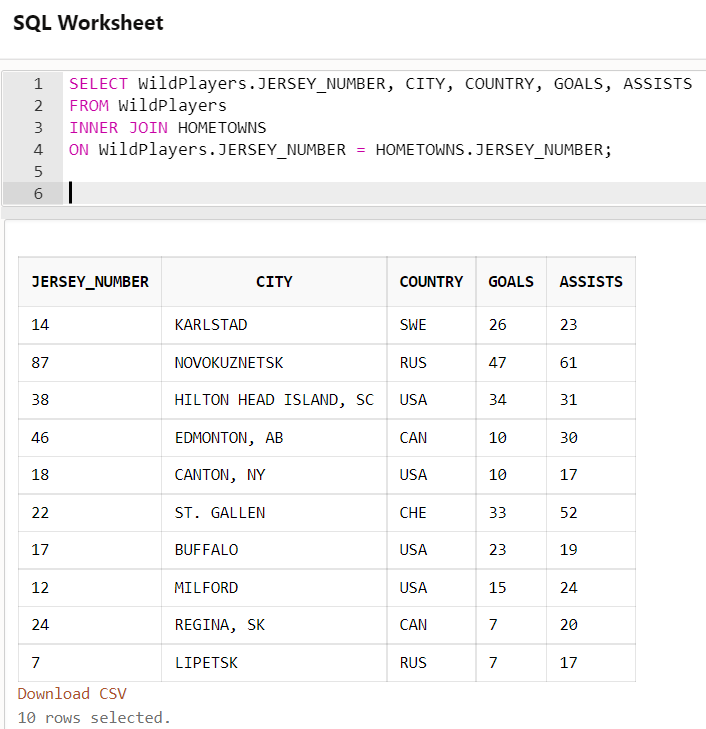 SQL Worksheet
1 SELECT WildPlayers.JERSEY_NUMBER, CITY, COUNTRY, GOALS, ASSISTS
2 FROM WildPlayers
3 INNER JOIN HOMETOWNS
4 ON WildPlayers.JERSEY_NUMBER = HOMETOWNS.JERSEY_NUMBER;
5
6
JERSEY_NUMBER CITY COUNTRY GOALS ASSISTS
14 KARLSTAD SWE 26 23
87 NOVOKUZNETSK RUS 47 61
38 HILTON HEAD ISLAND, SC USA 34 31
46 EDMONTON, AB CAN 10 30
18 CANTON, NY USA 10 17
22 ST. GALLEN CHE 33 52
17 BUFFALO USA 23 19
12 MILFORD USA 15 24
24 REGINA, SK CAN 7 20
7 LIPETSK RUS 7 17
Download CSV
10 rows selected.